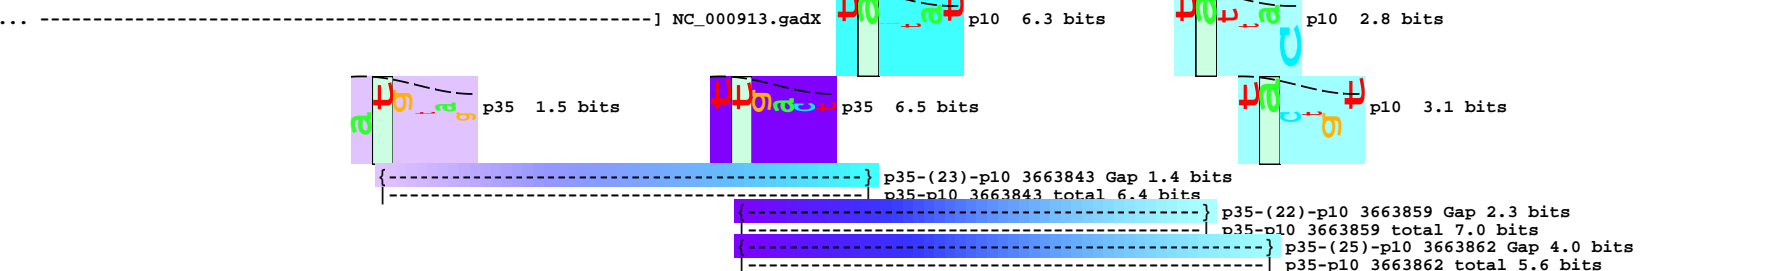 ... ----------------------------------------------------------] NC_000913.gadX
t a t a t p10 6.3 bits
t a t t a c p10 2.8 bits
a t g t a g p35 1.5 bits
t t g a c t p35 6.5 bits
t a c t g t p10 3.1 bits
{---------------------------------------------} p35-(23)-p10 3663843 Gap 1.4 bits
|---------------------------------------------| p35-p10 3663843 total 6.4 bits
{-------------------------------------------} p35-(22)-p10 3663859 Gap 2.3 bits
|-------------------------------------------| p35-p10 3663859 total 7.0 bits
{-------------------------------------------------} p35-(25)-p10 3663862 Gap 4.0 bits
|-------------------------------------------------| p35-p10 3663862 total 5.6 bits